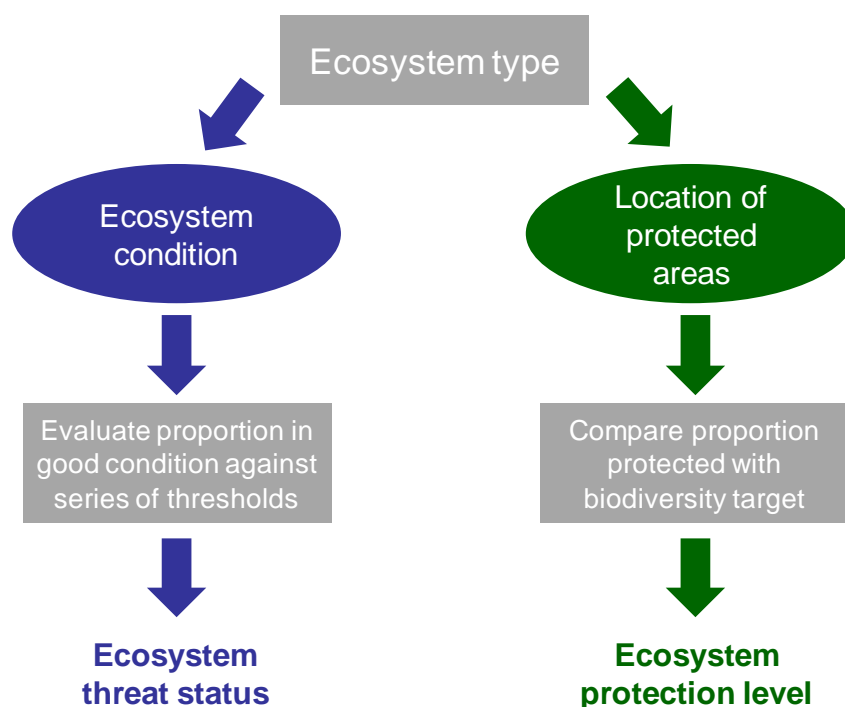 Ecosystem type
Ecosystem
condition
Location of
protected
areas
Evaluate proportion in
good condition against
series of thresholds
Compare proportion
protected with
biodiversity target
Ecosystem
threat status
Ecosystem
protection level